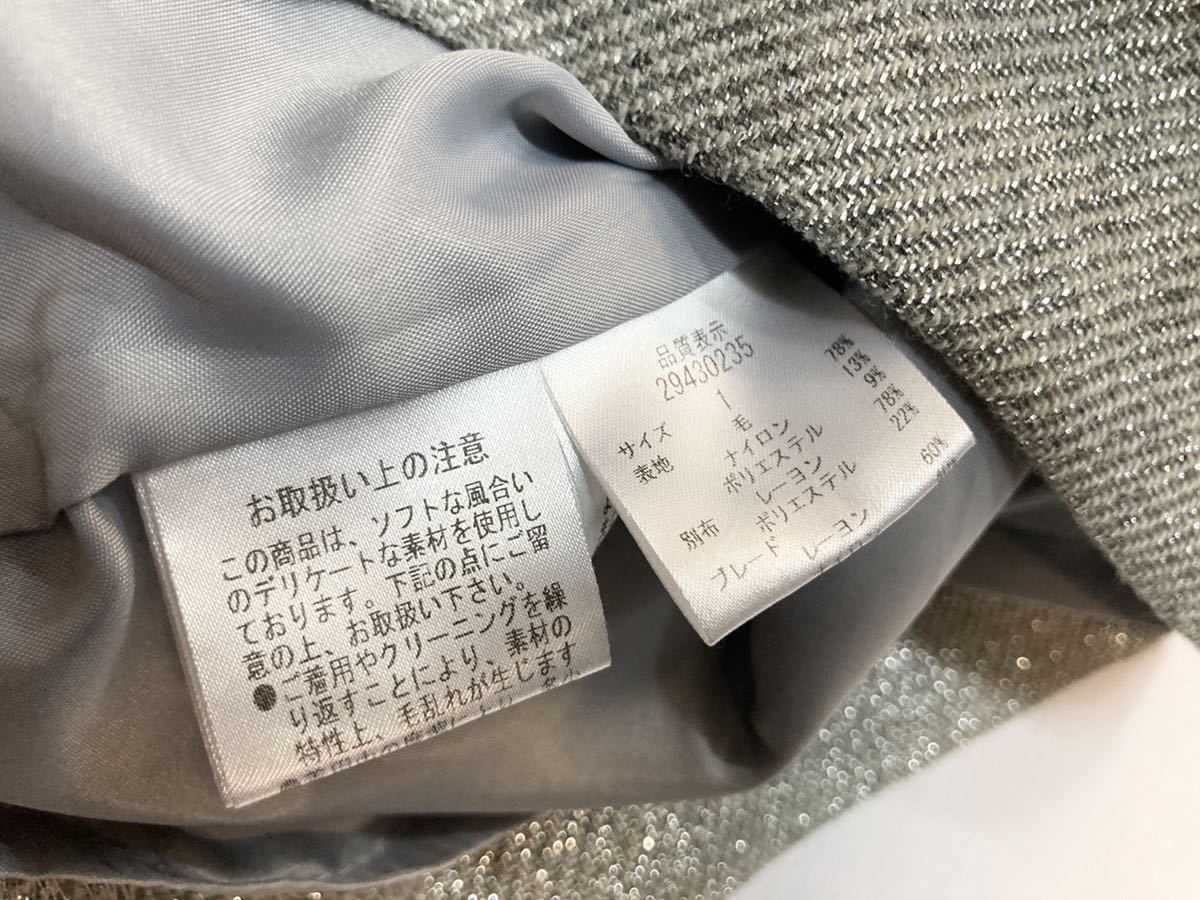 お取扱い上の注意
この商品は、ソフトな風合い
のデリケートな素材を使用し
ております。下記の点にご留
意の上、お取扱い下さい。
●ご着用やクリーニングを繰
り返すことにより、素材の
特性上、毛乱れが生じます
品質表示
29430235
サイズ 1
表地 毛 78%
ナイロン 13%
ポリエステル 9%
別布 レーヨン 78%
ポリエステル 22%
ブレード レーヨン 60%